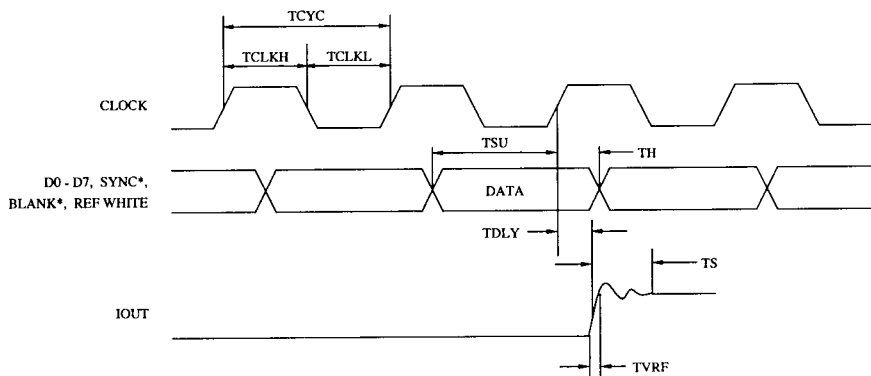 TCYC
TCLKH TCLKL
CLOCK
TSU
TH
D0 - D7, SYNC*,
BLANK*, REF WHITE
DATA
TDLY
TS
IOUT
TVRF